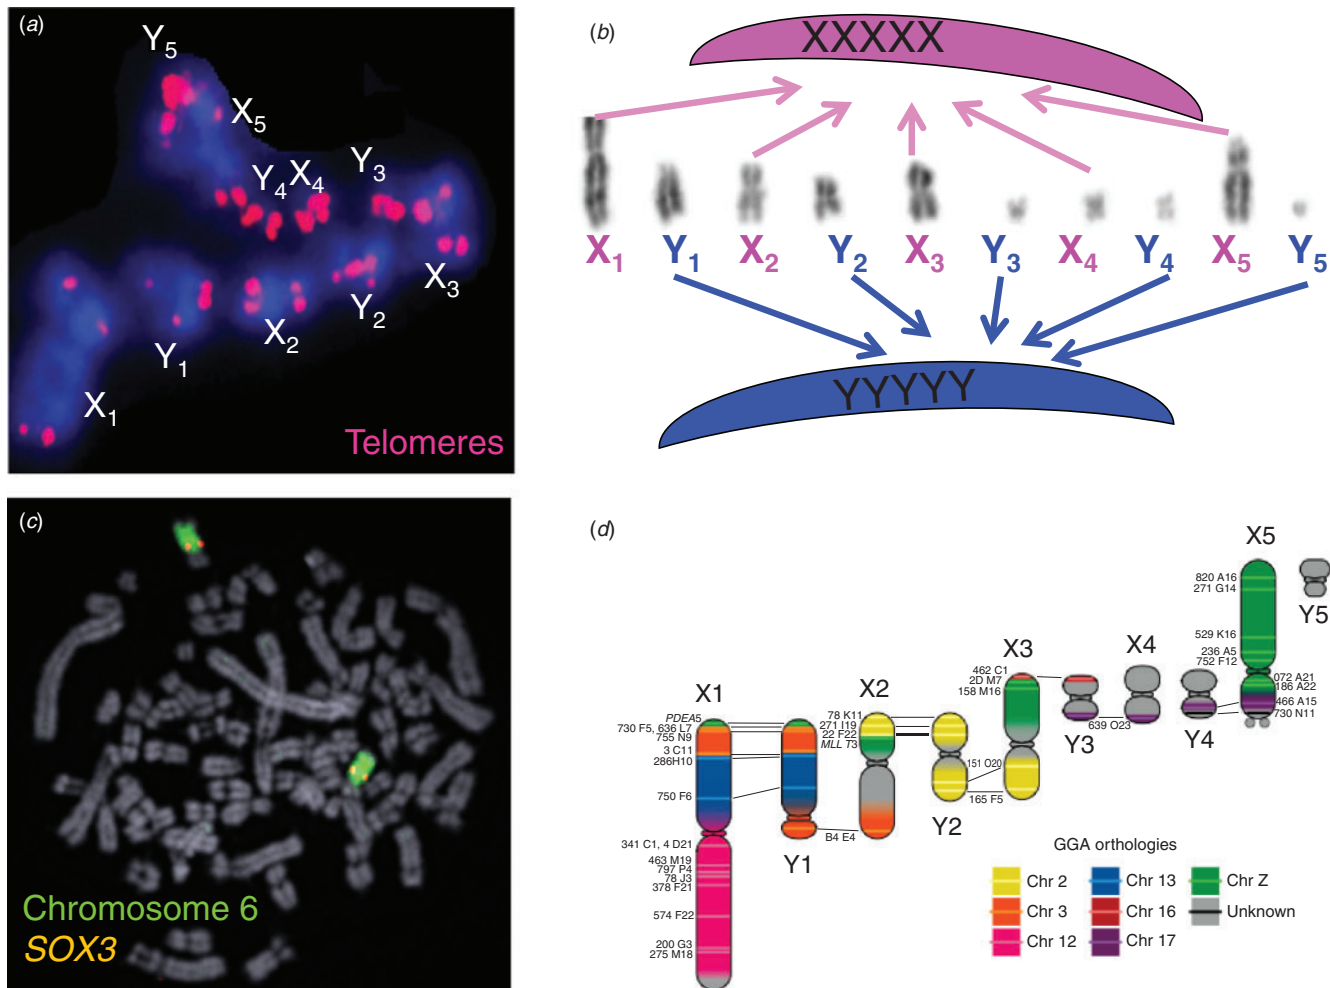 (a)
Y5
X5
Y4 X4 Y3
X3
Y2
X2
Y1
X1
Telomeres
(b)
XXXXX
X1 Y1 X2 Y2 X3 Y3 X4 Y4 X5 Y5
YYYYY
(c)
Chromosome 6
SOX3
(d)
X1
PDEA5
730 F5, 636 L7
755 N9
3 C11
286H10
750 F6
341 C1, 4 D21
463 M19
797 P4
78 J3
378 F21
574 F22
200 G3
275 M18
Y1
B4 E4
X2
78 K11
271 I19
22 F22
MLL T3
Y2
151 O20
165 F5
X3
462 C1
2D M7
158 M16
Y3
639 O23
X4
Y4
X5
820 A16
271 G14
529 K16
236 A5
752 F12
072 A21
186 A22
466 A15
730 N11
Y5
GGA orthologies
Chr 2 Chr 13 Chr Z
Chr 3 Chr 16 Unknown
Chr 12 Chr 17